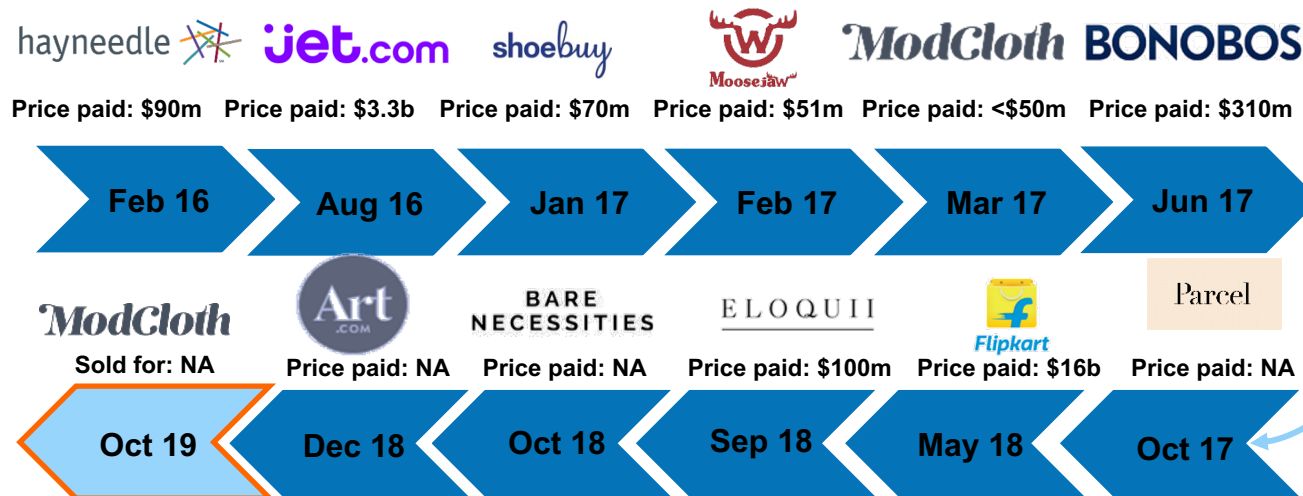 hayneedle jet.com shoebuy Moosejaw ModCloth BONOBOS
Price paid: $90m Price paid: $3.3b Price paid: $70m Price paid: $51m Price paid: <$50m Price paid: $310m
Feb 16 Aug 16 Jan 17 Feb 17 Mar 17 Jun 17
ModCloth Art .COM BARE NECESSITIES ELOQUII Flipkart Parcel
Sold for: NA Price paid: NA Price paid: NA Price paid: $100m Price paid: $16b Price paid: NA
Oct 19 Dec 18 Oct 18 Sep 18 May 18 Oct 17